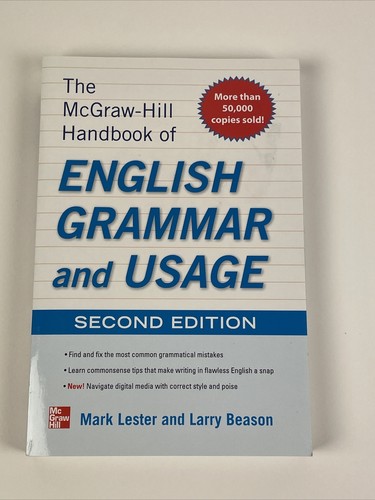 The
McGraw-Hill
Handbook of
More than
50,000
copies sold!
ENGLISH
GRAMMAR
and USAGE
SECOND EDITION
• Find and fix the most common grammatical mistakes
• Learn commonsense tips that make writing in flawless English a snap
• New! Navigate digital media with correct style and poise
Mc
Graw
Hill
Mark Lester and Larry Beason